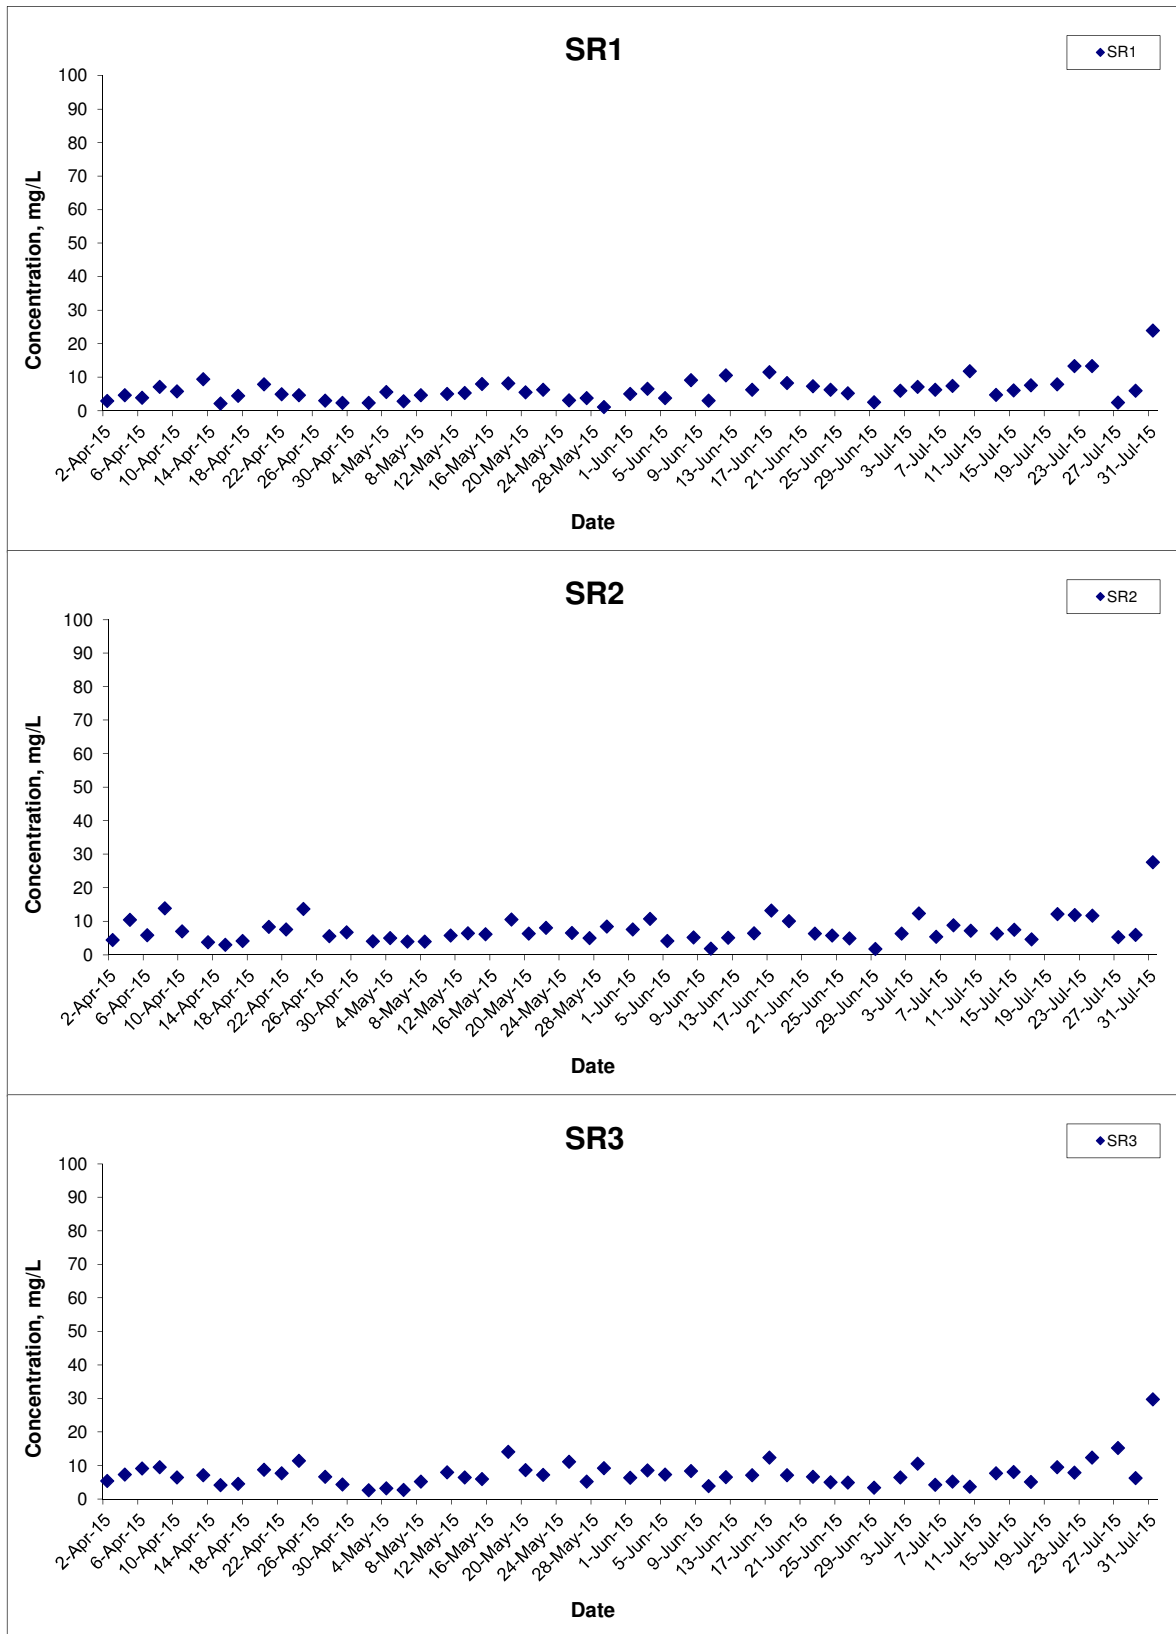 SR1
SR1
100
90
80
70
60
50
40
30
20
10
0
Concentration, mg/L
2-Apr-15
6-Apr-15
10-Apr-15
14-Apr-15
18-Apr-15
22-Apr-15
26-Apr-15
30-Apr-15
4-May-15
8-May-15
12-May-15
16-May-15
20-May-15
24-May-15
28-May-15
1-Jun-15
5-Jun-15
9-Jun-15
13-Jun-15
17-Jun-15
21-Jun-15
25-Jun-15
29-Jun-15
3-Jul-15
7-Jul-15
11-Jul-15
15-Jul-15
19-Jul-15
23-Jul-15
27-Jul-15
31-Jul-15
Date
SR2
SR2
100
90
80
70
60
50
40
30
20
10
0
Concentration, mg/L
2-Apr-15
6-Apr-15
10-Apr-15
14-Apr-15
18-Apr-15
22-Apr-15
26-Apr-15
30-Apr-15
4-May-15
8-May-15
12-May-15
16-May-15
20-May-15
24-May-15
28-May-15
1-Jun-15
5-Jun-15
9-Jun-15
13-Jun-15
17-Jun-15
21-Jun-15
25-Jun-15
29-Jun-15
3-Jul-15
7-Jul-15
11-Jul-15
15-Jul-15
19-Jul-15
23-Jul-15
27-Jul-15
31-Jul-15
Date
SR3
SR3
100
90
80
70
60
50
40
30
20
10
0
Concentration, mg/L
2-Apr-15
6-Apr-15
10-Apr-15
14-Apr-15
18-Apr-15
22-Apr-15
26-Apr-15
30-Apr-15
4-May-15
8-May-15
12-May-15
16-May-15
20-May-15
24-May-15
28-May-15
1-Jun-15
5-Jun-15
9-Jun-15
13-Jun-15
17-Jun-15
21-Jun-15
25-Jun-15
29-Jun-15
3-Jul-15
7-Jul-15
11-Jul-15
15-Jul-15
19-Jul-15
23-Jul-15
27-Jul-15
31-Jul-15
Date